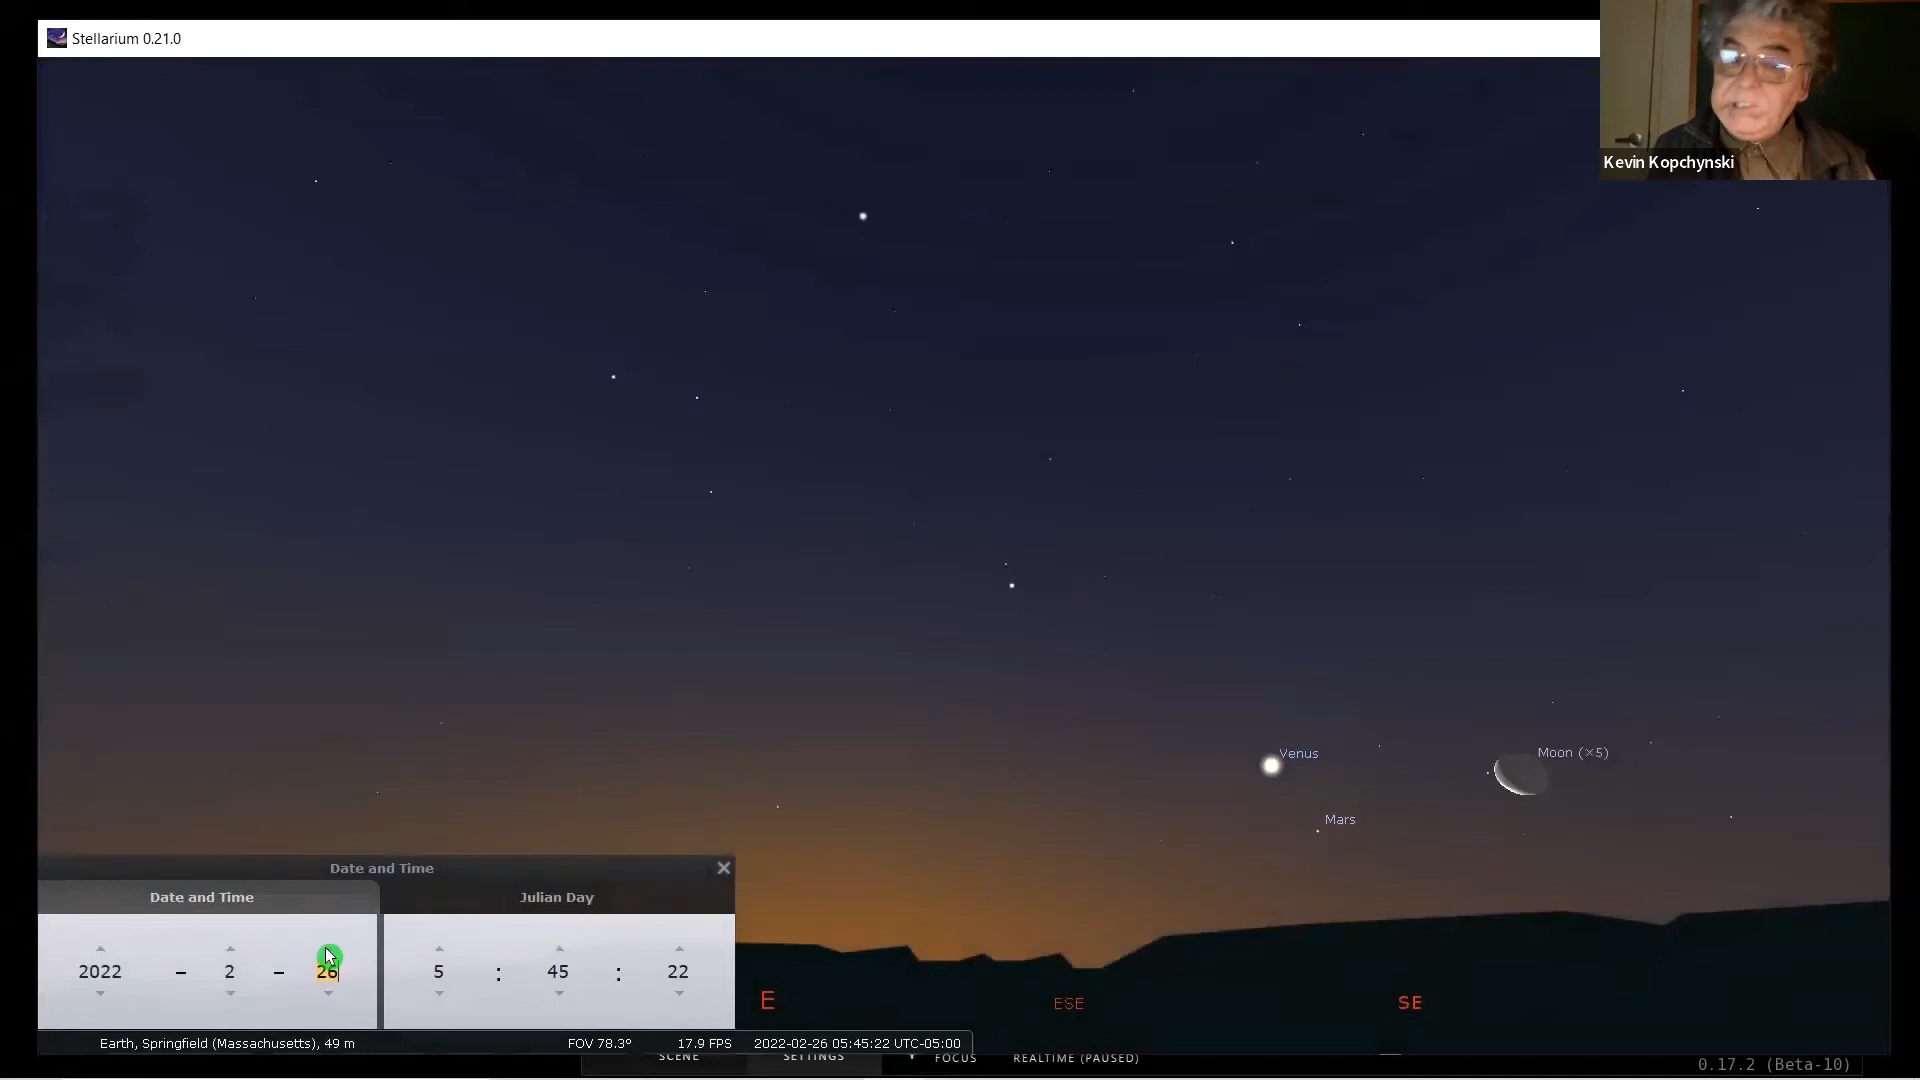 Stellarium 0.21.0
Kevin Kopchynski
Venus
Moon (×5)
Mars
Date and Time
Date and Time
Julian Day
2022 – 2 – 26
5 : 45 : 22
E
ESE
SE
Earth, Springfield (Massachusetts), 49 m
FOV 78.3°
17.9 FPS
2022-02-26 05:45:22 UTC-05:00
SCENE
SETTINGS
FOCUS
REALTIME (PAUSED)
0.17.2 (Beta-10)